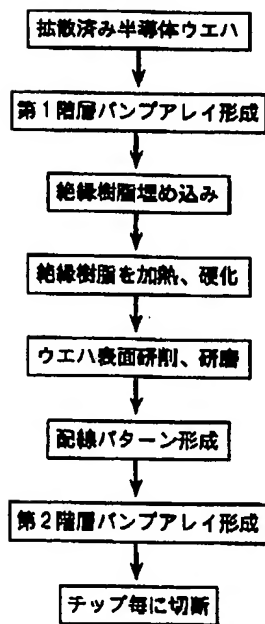 拡散済み半導体ウエハ
第1階層バンプアレイ形成
絶縁樹脂埋め込み
絶縁樹脂を加熱、硬化
ウエハ表面研削、研磨
配線パターン形成
第2階層バンプアレイ形成
チップ毎に切断